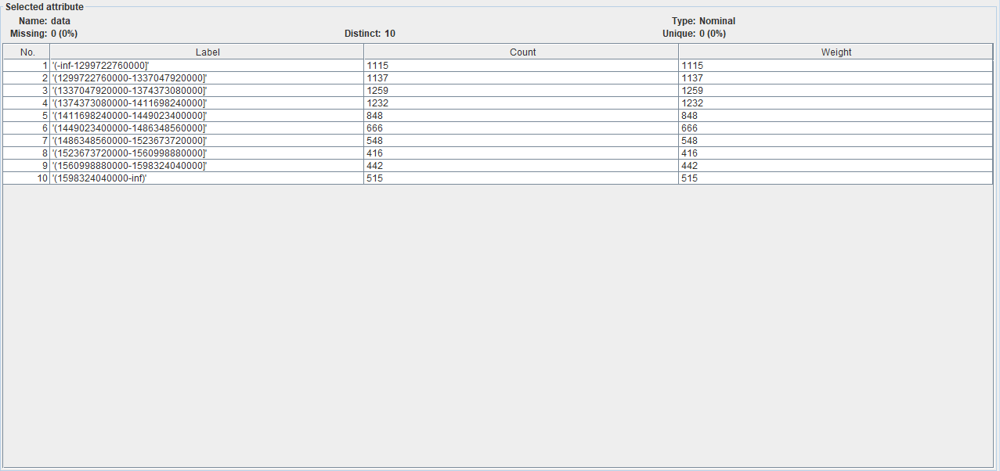 Selected attribute
Name: data Type: Nominal
Missing: 0 (0%) Distinct: 10 Unique: 0 (0%)
No. Label Count Weight
1 '(-inf-1299722760000]' 1115 1115
2 '(1299722760000-1337047920000]' 1137 1137
3 '(1337047920000-1374373080000]' 1259 1259
4 '(1374373080000-1411698240000]' 1232 1232
5 '(1411698240000-1449023400000]' 848 848
6 '(1449023400000-1486348560000]' 666 666
7 '(1486348560000-1523673720000]' 548 548
8 '(1523673720000-1560998880000]' 416 416
9 '(1560998880000-1598324040000]' 442 442
10 '(1598324040000-inf)' 515 515